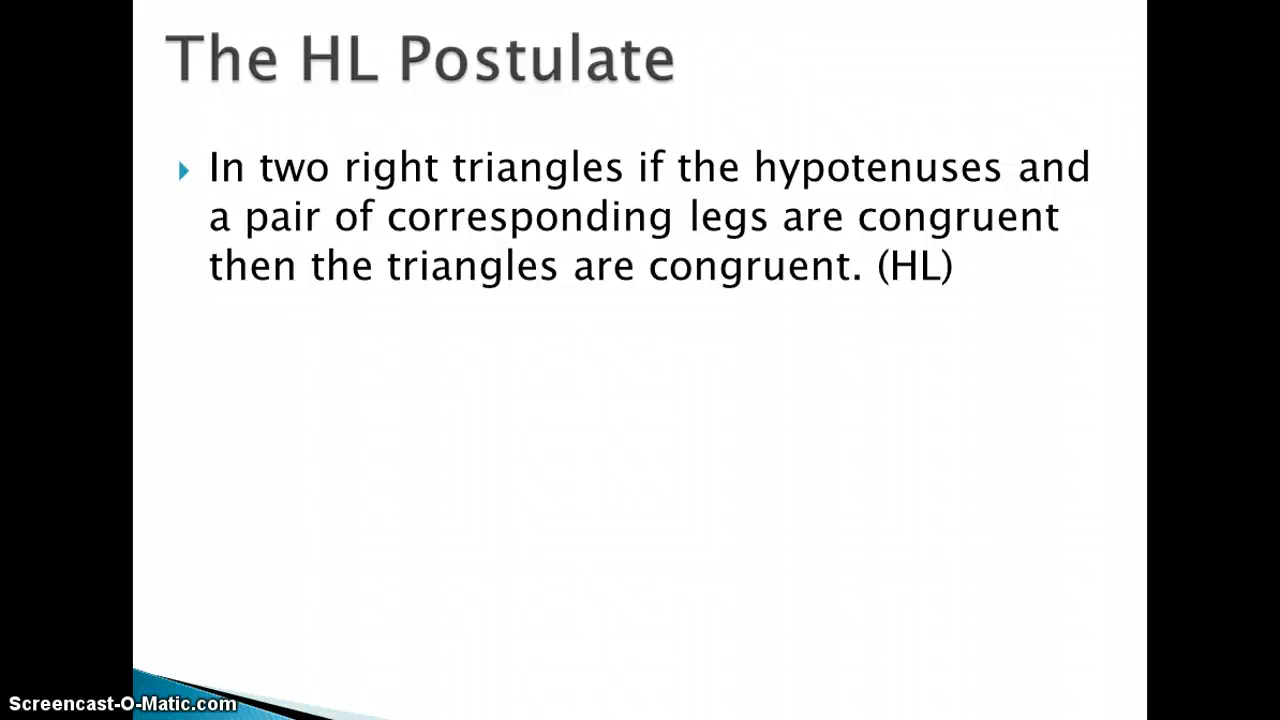 The HL Postulate
In two right triangles if the hypotenuses and
a pair of corresponding legs are congruent
then the triangles are congruent. (HL)
Screencast-O-Matic.com